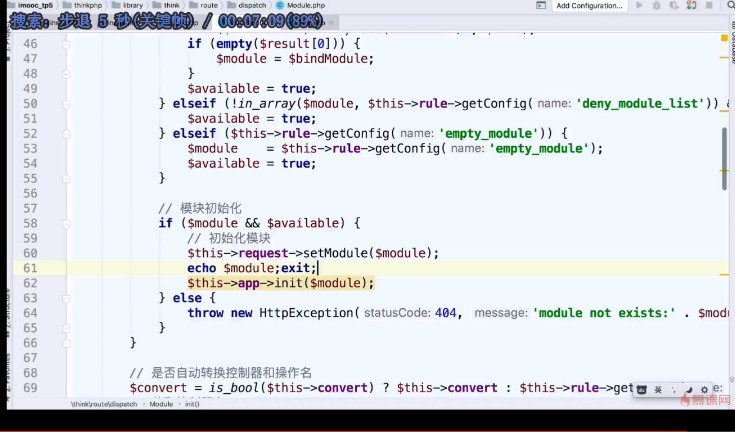 imooc_tp5 thinkphp library think route dispatch Module.php Add Configuration...
搜索: 步退 5 秒(关键帧) / 00:07:09(89%)
46 if (empty($result[0])) {
47 $module = $bindModule;
48 }
49 $available = true;
50 } elseif (!in_array($module, $this->rule->getConfig( name: 'deny_module_list')) &
51 $available = true;
52 } elseif ($this->rule->getConfig( name: 'empty_module')) {
53 $module = $this->rule->getConfig( name: 'empty_module');
54 $available = true;
55 }
56
57 // 模块初始化
58 if ($module && $available) {
59 // 初始化模块
60 $this->request->setModule($module);
61 echo $module;exit;
62 $this->app->init($module);
63 } else {
64 throw new HttpException( statusCode: 404, message: 'module not exists:' . $modu
65 }
66 }
67
68 // 是否自动转换控制器和操作名
69 $convert = is_bool($this->convert) ? $this->convert : $this->rule->get
英
慕课网
\think\route\dispatch Module init()